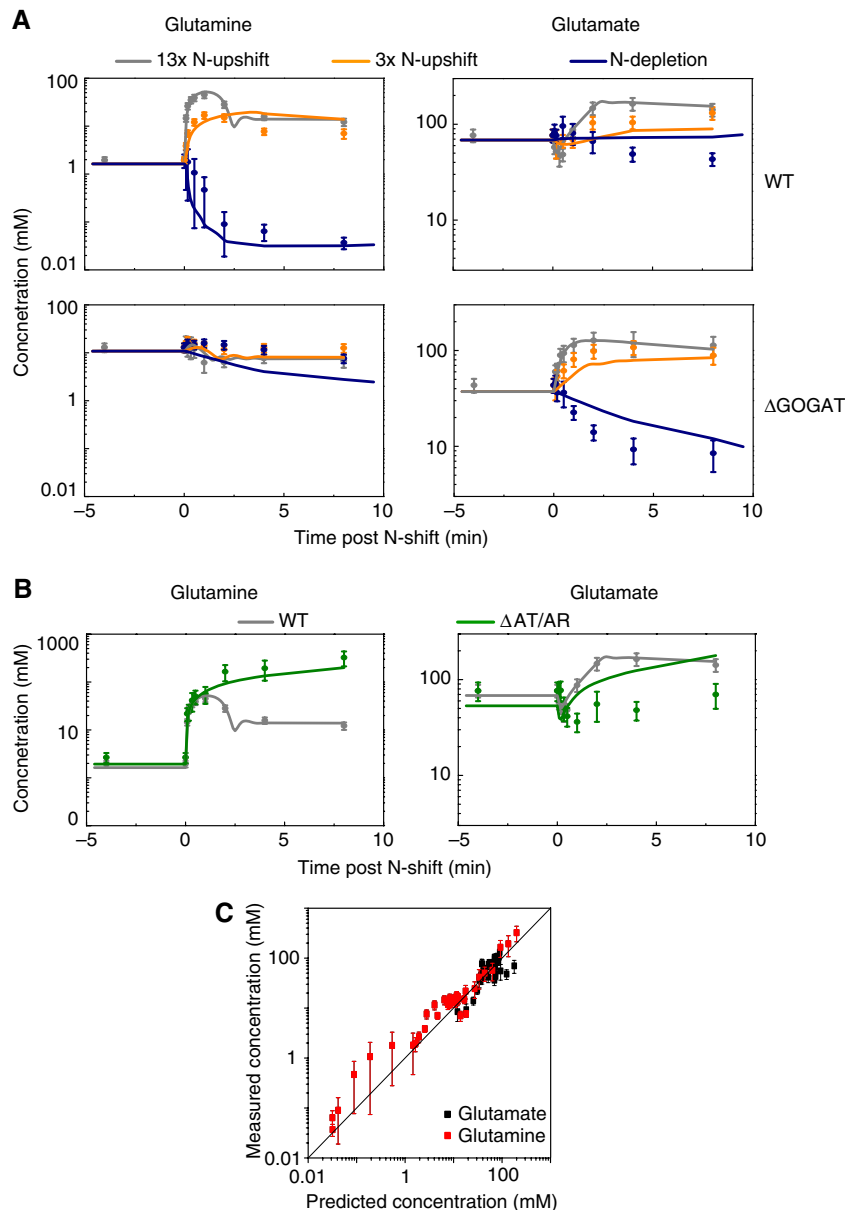 A
Glutamine
Glutamate
13x N-upshift
3x N-upshift
N-depletion
Concnetration (mM)
100
1
0.01
100
10
WT
10
1
0.01
100
10
ΔGOGAT
–5
0
5
10
–5
0
5
10
Time post N-shift (min)
B
Glutamine
Glutamate
WT
ΔAT/AR
Concnetration (mM)
1000
10
0
100
10
–5
0
5
10
–5
0
5
10
Time post N-shift (min)
C
Measured concentration (mM)
100
1
0.01
Glutamate
Glutamine
0.01
1
100
Predicted concentration (mM)